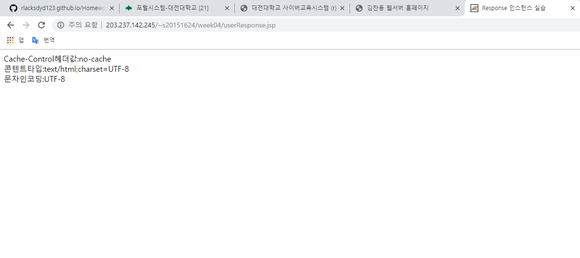 rlacksdyd123.github.io/Homewo
포털시스템-대전대학교 [21]
대전대학교 사이버교육시스템 (r)
김찬용 웹서버 홈페이지
Response 인스턴스 실습
주의 요함 | 203.237.142.245/~s20151624/week04/userResponse.jsp
앱 번역
Cache-Control헤더값:no-cache
콘텐트타입:text/html;charset=UTF-8
문자인코딩:UTF-8